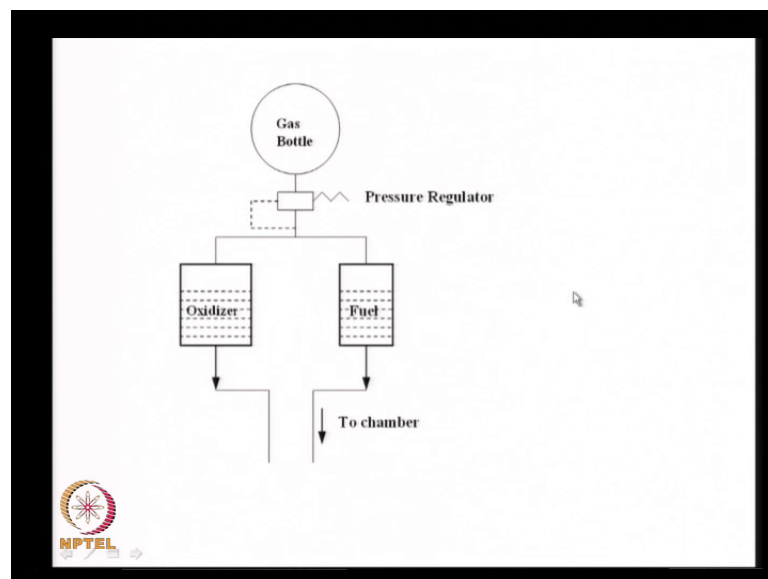 Gas
Bottle
Pressure Regulator
Oxidizer
Fuel
To chamber
NPTEL